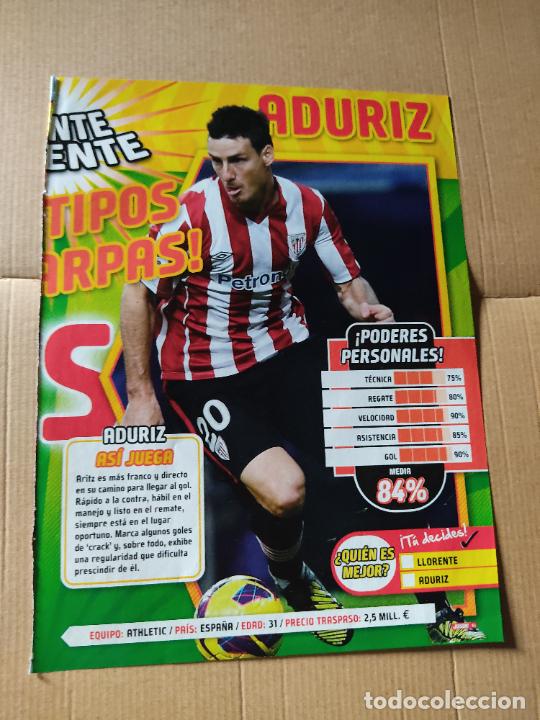 NTE
ENTE
ADURIZ
TIPOS
ARPAS!
S
Petron
20
¡PODERES
PERSONALES!
TÉCNICA 75%
REGATE 80%
VELOCIDAD 90%
ASISTENCIA 85%
GOL 90%
MEDIA
84%
ADURIZ
ASÍ JUEGA
Aritz es más franco y directo
en su camino para llegar al gol.
Rápido a la contra, hábil en el
manejo y listo en el remate,
siempre está en el lugar
oportuno. Marca algunos goles
de 'crack' y, sobre todo, exhibe
una regularidad que dificulta
prescindir de él.
¿QUIÉN ES
MEJOR?
¡Tú decides!
LLORENTE
ADURIZ
EQUIPO: ATHLETIC / PAÍS: ESPAÑA / EDAD: 31 / PRECIO TRASPASO: 2,5 MILL. €
todocoleccion